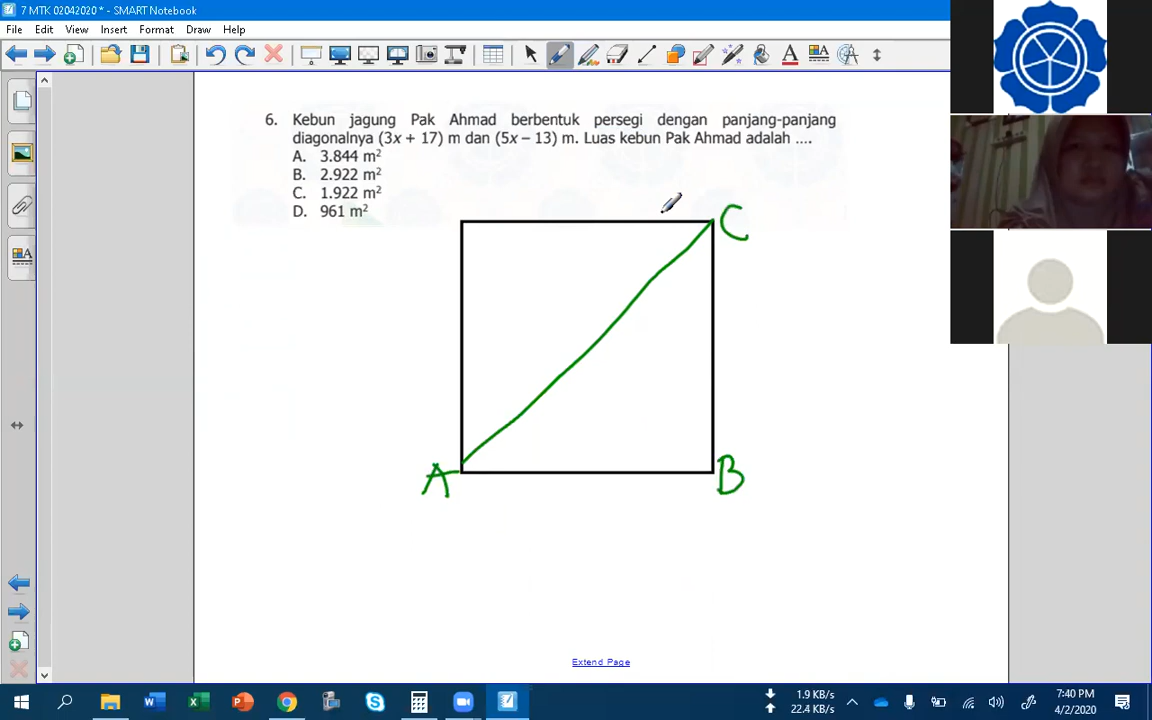 7 MTK 02042020 * - SMART Notebook
File Edit View Insert Format Draw Help
6. Kebun jagung Pak Ahmad berbentuk persegi dengan panjang-panjang
diagonalnya (3x + 17) m dan (5x – 13) m. Luas kebun Pak Ahmad adalah ....
A. 3.844 m²
B. 2.922 m²
C. 1.922 m²
D. 961 m²
C
A
B
Extend Page
1.9 KB/s
22.4 KB/s
7:40 PM
4/2/2020